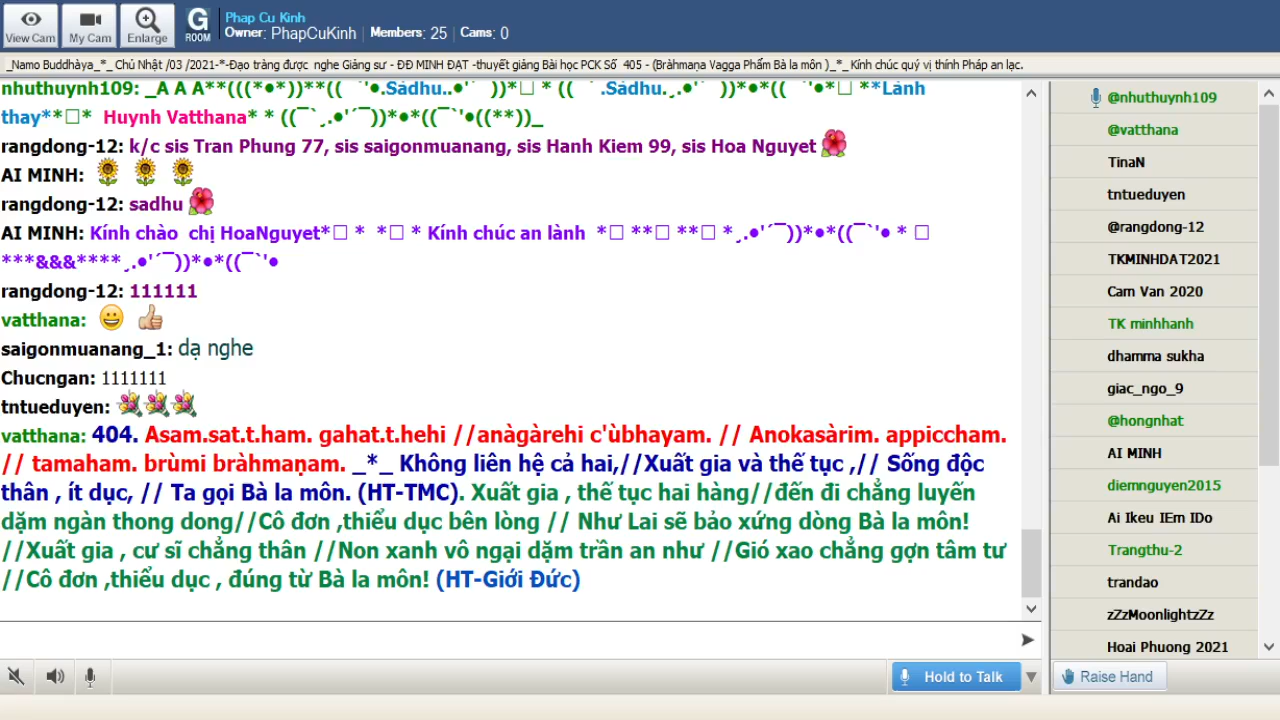 View Cam
My Cam
Enlarge
G
ROOM
Phap Cu Kinh
Owner: PhapCuKinh
Members: 25
Cams: 0
_Namo Buddhàya_*_ Chủ Nhật /03 /2021-*-Đạo tràng được nghe Giảng sư - ĐĐ MINH ĐẠT -thuyết giảng Bài học PCK Số 405 - (Bràhmaṇa Vagga Phẩm Bà la môn )_*_ Kính chúc quý vị thính Pháp an lạc.
nhuthuynh109: _A A A**(((*•*))**((¯`'•.Sàdhu..•'´¯))*□ * ((¯`.Sàdhu.¸.•'´¯))*•*((¯`'•*□ **Lành
thay**□* Huynh Vatthana* * ((¯`¸.•'´¯))*•*((¯`'•((**))_
rangdong-12: k/c sis Tran Phung 77, sis saigonmuanang, sis Hanh Kiem 99, sis Hoa Nguyet
AI MINH:
rangdong-12: sadhu
AI MINH: Kính chào chị HoaNguyet*□ * *□ * Kính chúc an lành *□ **□ **□ *¸.•'´¯))*•*((¯`'• * □
***&&&****¸.•'´¯))*•*((¯`'•
rangdong-12: 111111
vatthana:
saigonmuanang_1: dạ nghe
Chucngan: 1111111
tntueduyen:
vatthana: 404. Asam.sat.t.ham. gahat.t.hehi //anàgàrehi c'ùbhayam. // Anokasàrim. appiccham.
// tamaham. brùmi bràhmaṇam. _*_ Không liên hệ cả hai,//Xuất gia và thế tục ,// Sống độc
thân , ít dục, // Ta gọi Bà la môn. (HT-TMC). Xuất gia , thế tục hai hàng//đến đi chẳng luyến
dặm ngàn thong dong//Cô đơn ,thiểu dục bên lòng // Như Lai sẽ bảo xứng dòng Bà la môn!
//Xuất gia , cư sĩ chẳng thân //Non xanh vô ngại dặm trần an như //Gió xao chẳng gợn tâm tư
//Cô đơn ,thiểu dục , đúng từ Bà la môn! (HT-Giới Đức)
@nhuthuynh109
@vatthana
TinaN
tntueduyen
@rangdong-12
TKMINHDAT2021
Cam Van 2020
TK minhhanh
dhamma sukha
giac_ngo_9
@hongnhat
AI MINH
diemnguyen2015
Ai Ikeu IEm IDo
Trangthu-2
trandao
zZzMoonlightzZz
Hoai Phuong 2021
Hold to Talk
Raise Hand